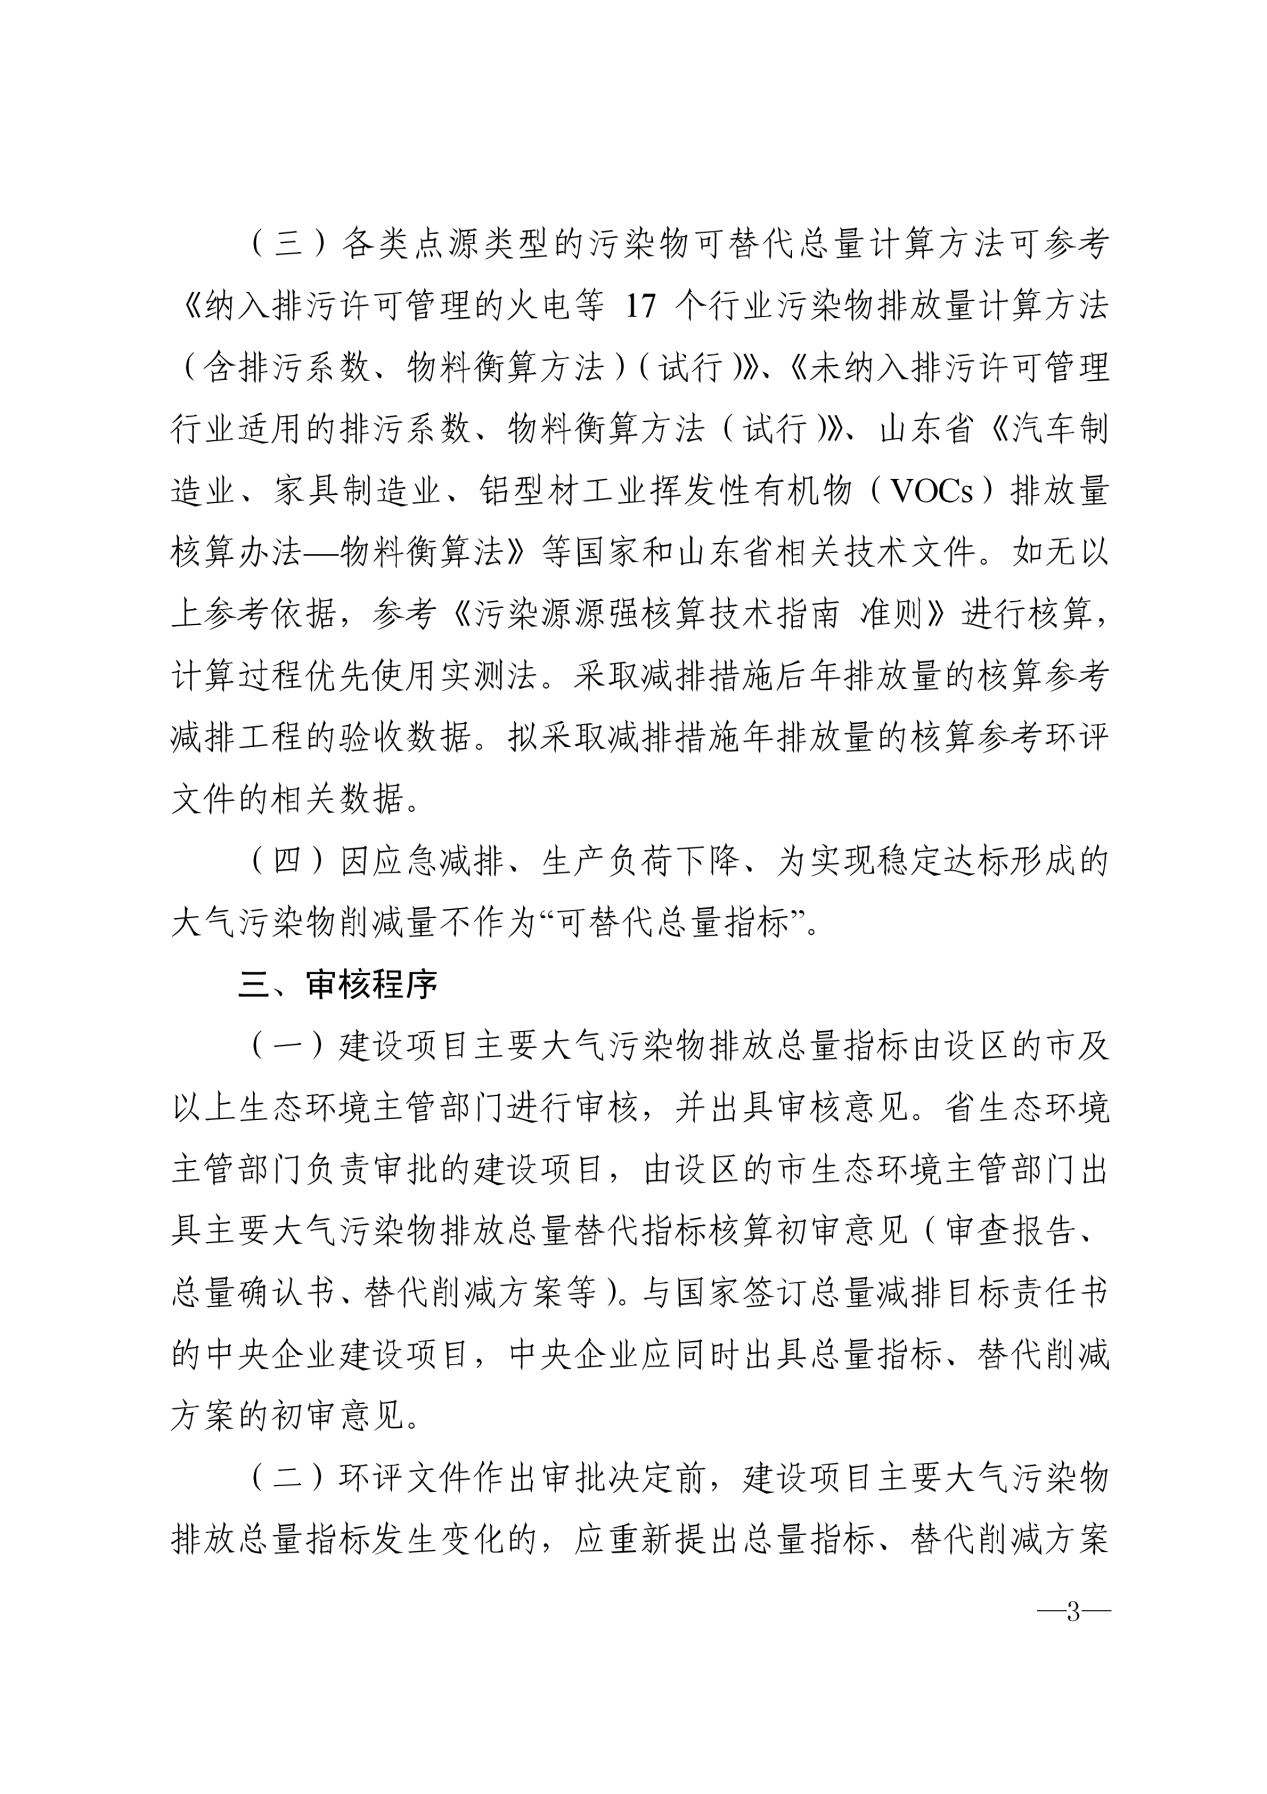 （三）各类点源类型的污染物可替代总量计算方法可参考
《纳入排污许可管理的火电等 17 个行业污染物排放量计算方法
（含排污系数、物料衡算方法）（试行）》、《未纳入排污许可管理
行业适用的排污系数、物料衡算方法（试行）》、山东省《汽车制
造业、家具制造业、铝型材工业挥发性有机物（VOCs）排放量
核算办法—物料衡算法》等国家和山东省相关技术文件。如无以
上参考依据，参考《污染源源强核算技术指南 准则》进行核算，
计算过程优先使用实测法。采取减排措施后年排放量的核算参考
减排工程的验收数据。拟采取减排措施年排放量的核算参考环评
文件的相关数据。
（四）因应急减排、生产负荷下降、为实现稳定达标形成的
大气污染物削减量不作为“可替代总量指标”。
三、审核程序
（一）建设项目主要大气污染物排放总量指标由设区的市及
以上生态环境主管部门进行审核，并出具审核意见。省生态环境
主管部门负责审批的建设项目，由设区的市生态环境主管部门出
具主要大气污染物排放总量替代指标核算初审意见（审查报告、
总量确认书、替代削减方案等）。与国家签订总量减排目标责任书
的中央企业建设项目，中央企业应同时出具总量指标、替代削减
方案的初审意见。
（二）环评文件作出审批决定前，建设项目主要大气污染物
排放总量指标发生变化的，应重新提出总量指标、替代削减方案
—3—